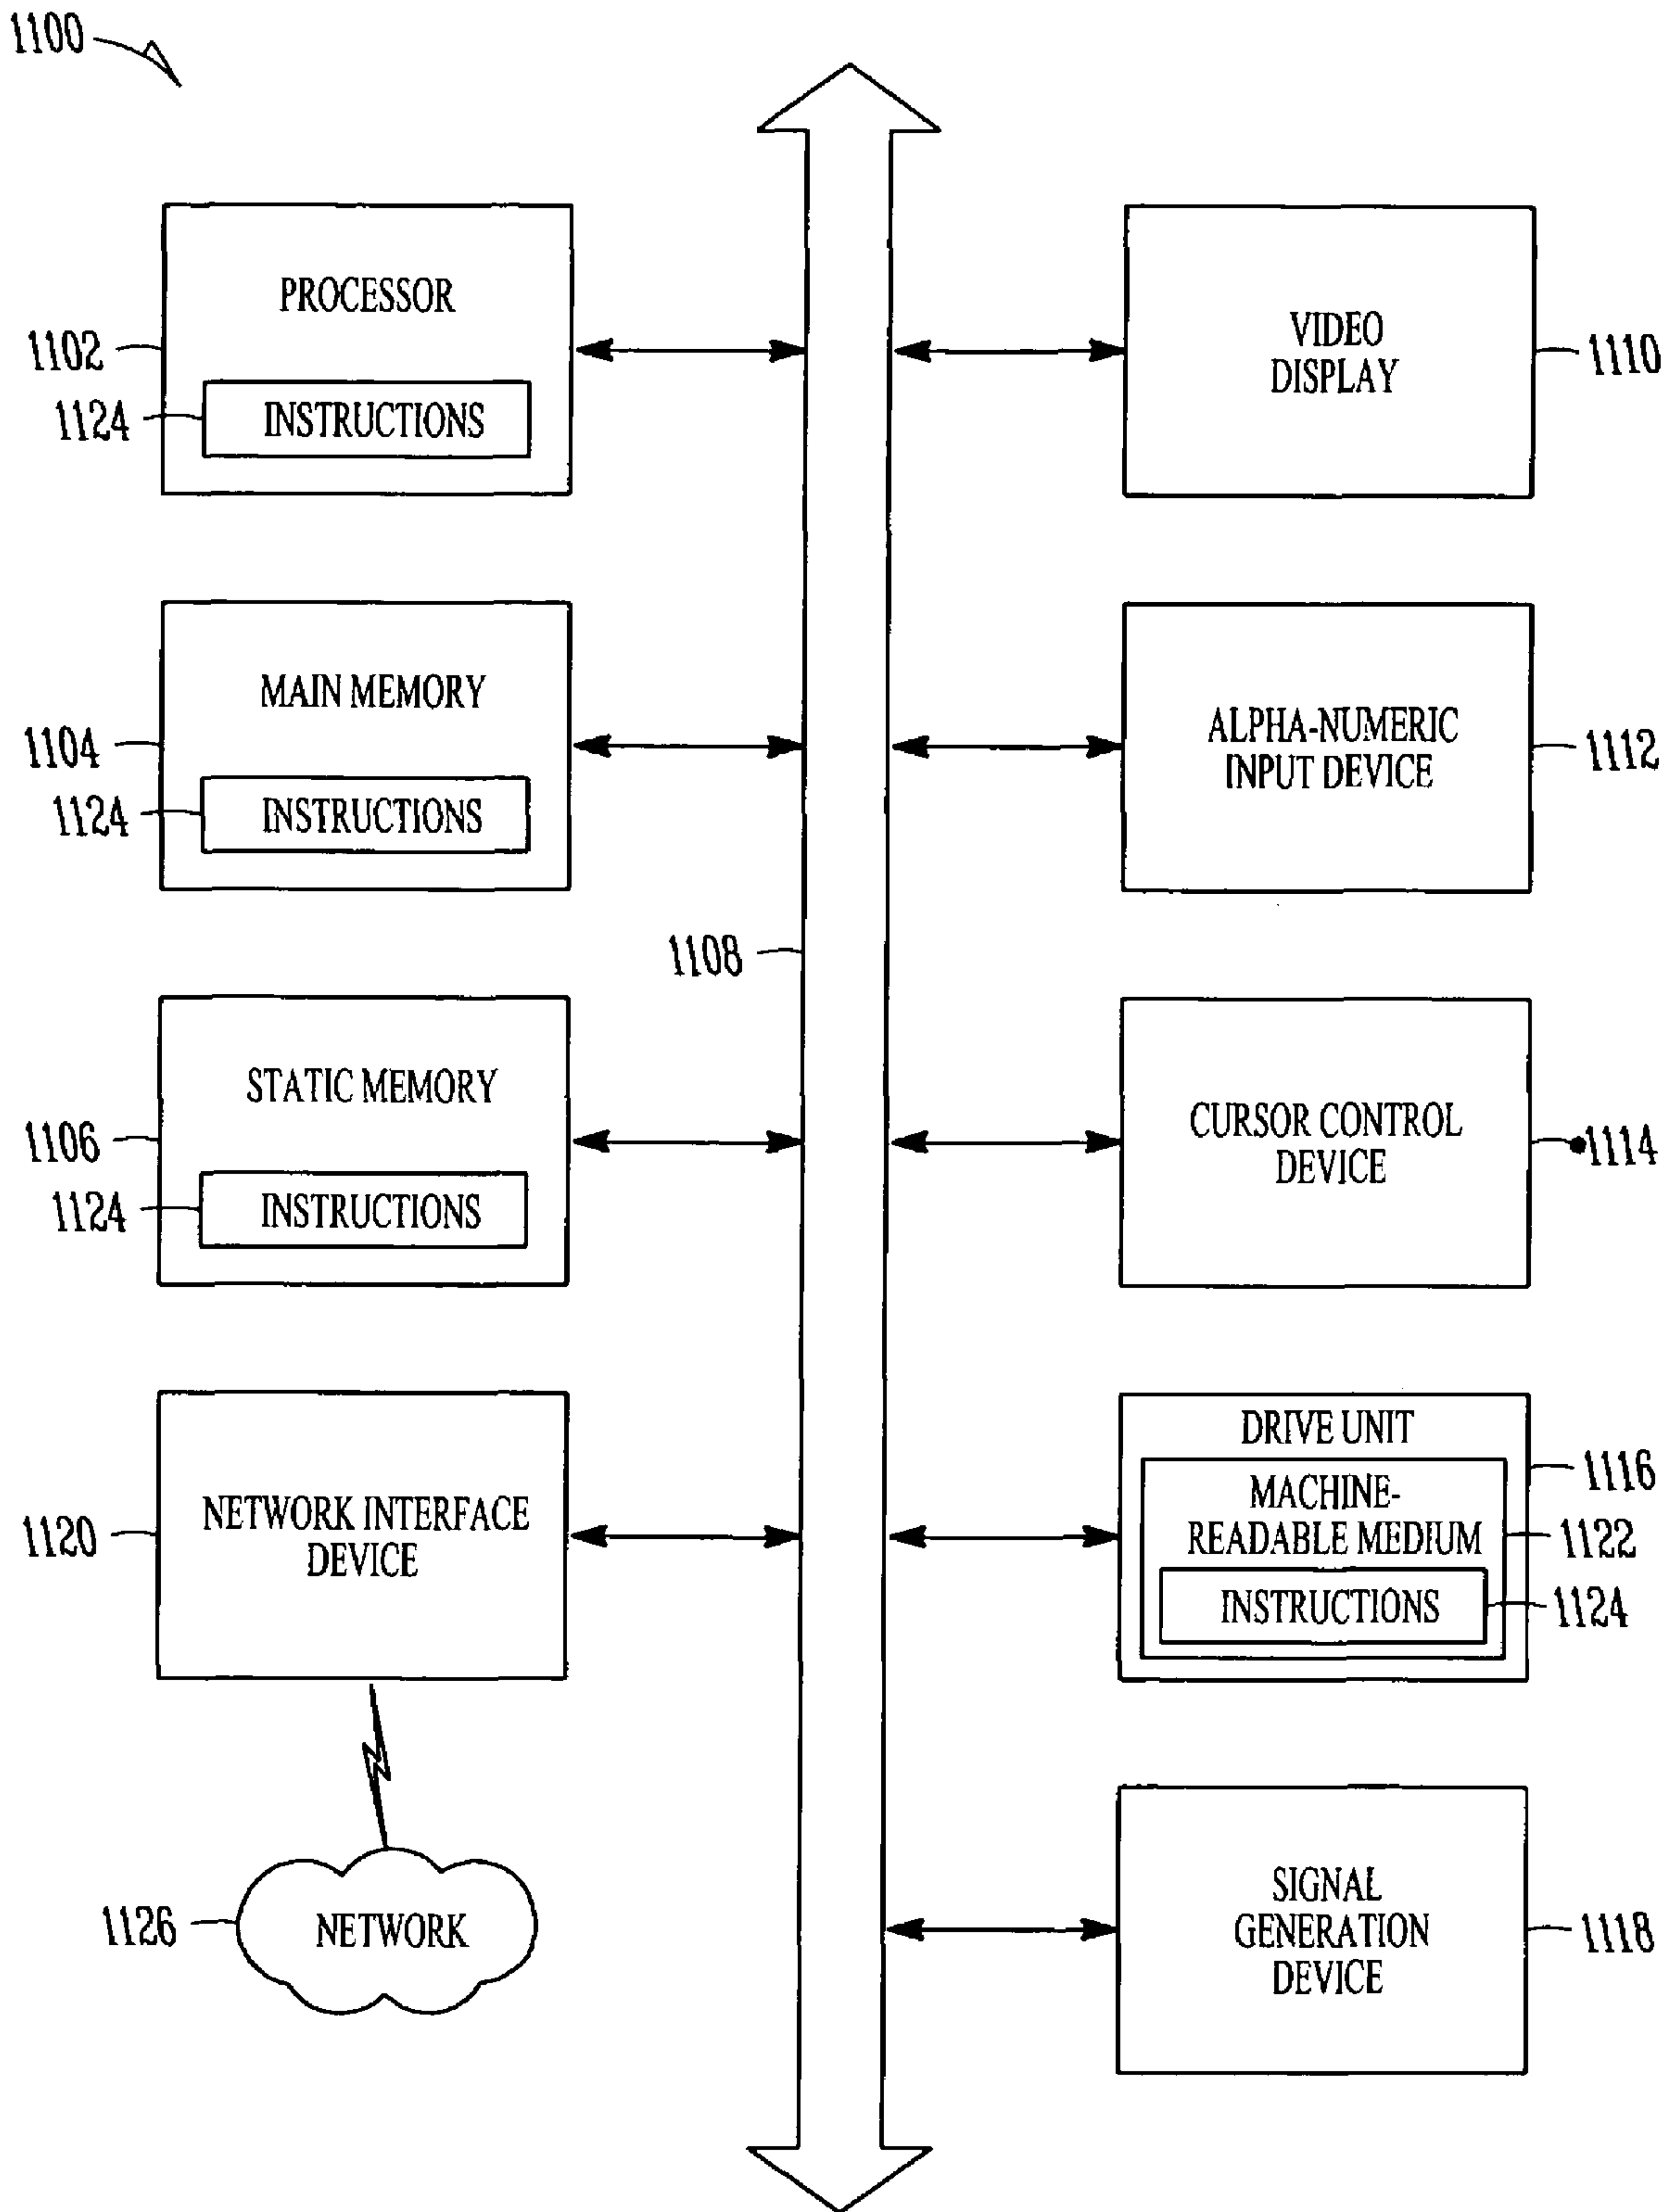 1100
PROCESSOR
1102
1124
INSTRUCTIONS
MAIN MEMORY
1104
1124
INSTRUCTIONS
1108
STATIC MEMORY
1106
1124
INSTRUCTIONS
NETWORK INTERFACE
DEVICE
1120
1126
NETWORK
VIDEO
DISPLAY
1110
ALPHA-NUMERIC
INPUT DEVICE
1112
CURSOR CONTROL
DEVICE
1114
DRIVE UNIT
1116
MACHINE-
READABLE MEDIUM
1122
INSTRUCTIONS
1124
SIGNAL
GENERATION
DEVICE
1118